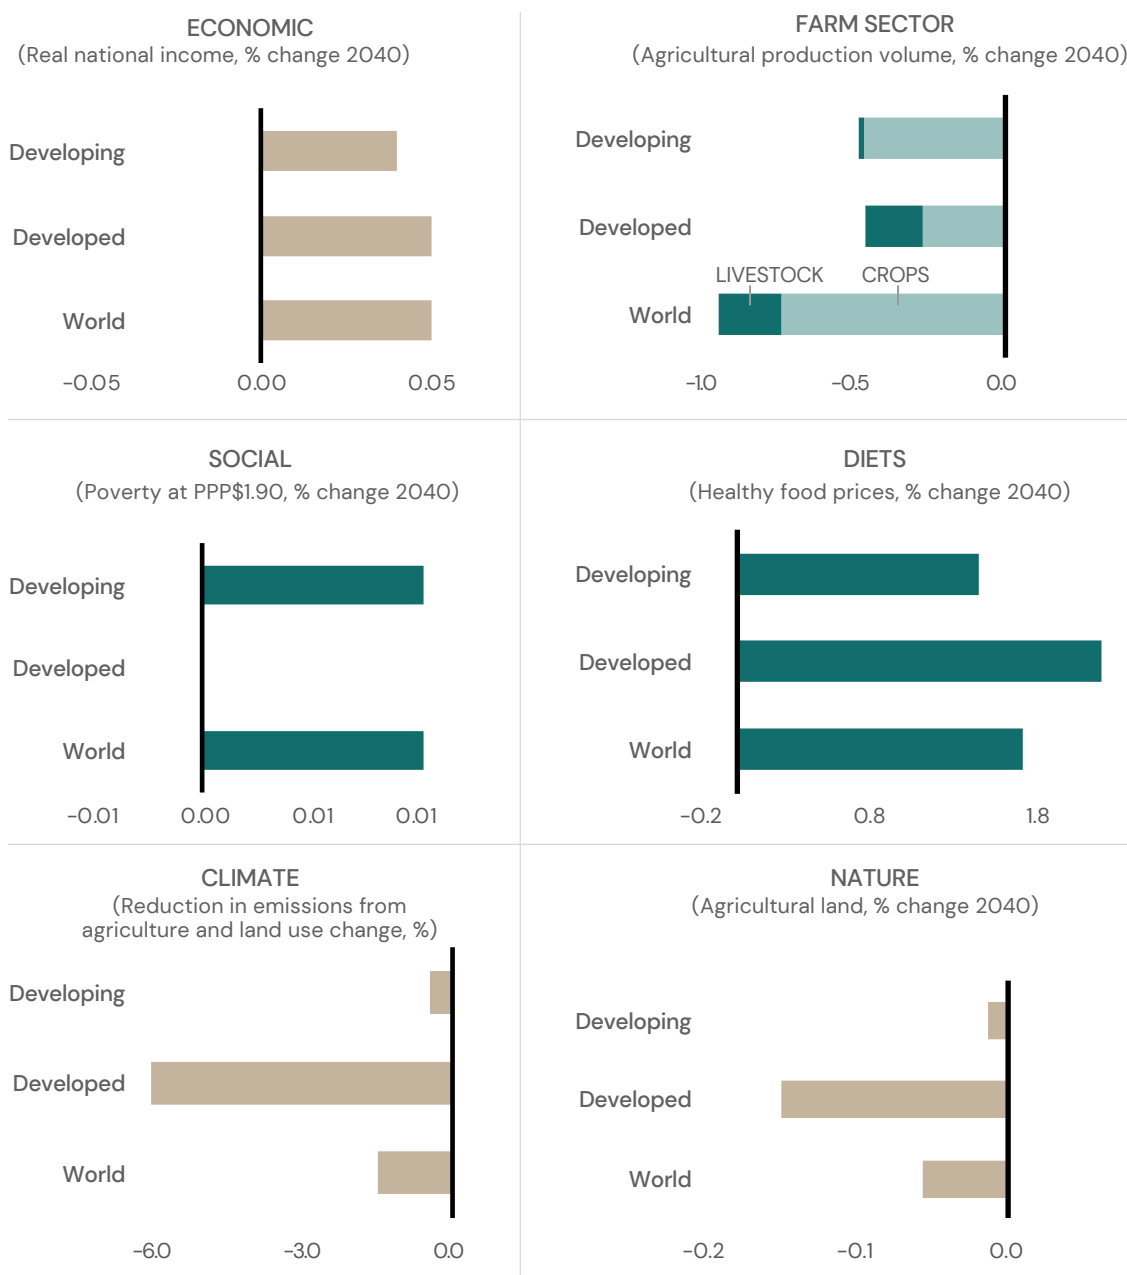 ECONOMIC
(Real national income, % change 2040)
Developing
Developed
World
-0.05 0.00 0.05
FARM SECTOR
(Agricultural production volume, % change 2040)
Developing
Developed
LIVESTOCK CROPS
World
-1.0 -0.5 0.0
SOCIAL
(Poverty at PPP$1.90, % change 2040)
Developing
Developed
World
-0.01 0.00 0.01 0.01
DIETS
(Healthy food prices, % change 2040)
Developing
Developed
World
-0.2 0.8 1.8
CLIMATE
(Reduction in emissions from
agriculture and land use change, %)
Developing
Developed
World
-6.0 -3.0 0.0
NATURE
(Agricultural land, % change 2040)
Developing
Developed
World
-0.2 -0.1 0.0